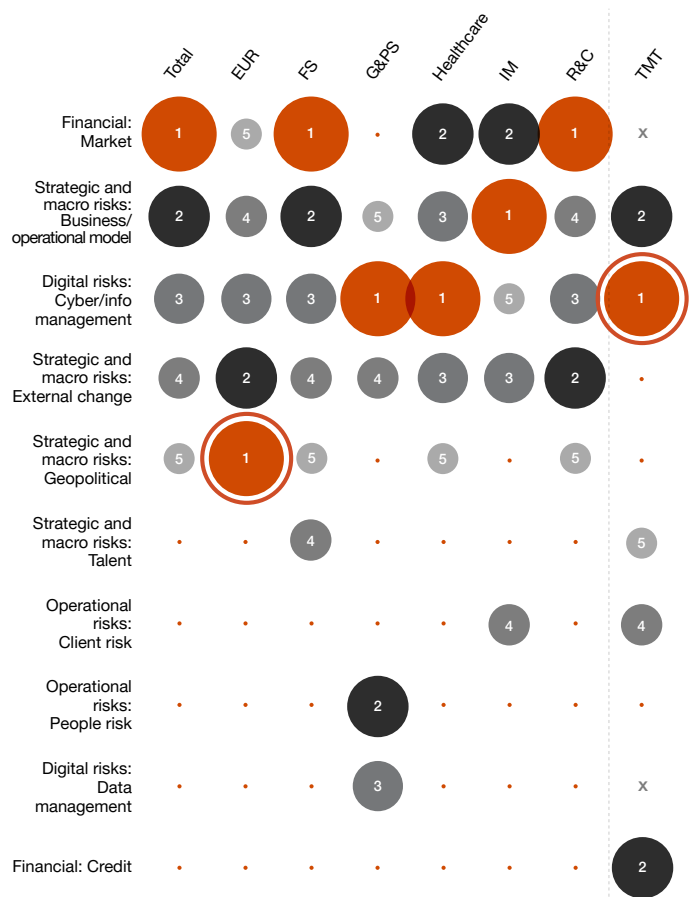 Total EUR FS G&PS Healthcare IM R&C TMT
Financial:
Market
1 5 1 2 2 1 x
Strategic and
macro risks:
Business/
operational model
2 4 2 5 3 1 4 2
Digital risks:
Cyber/info
management
3 3 3 1 1 5 3 1
Strategic and
macro risks:
External change
4 2 4 4 3 3 2
Strategic and
macro risks:
Geopolitical
5 1 5 5 5
Strategic and
macro risks:
Talent
4 5
Operational
risks:
Client risk
4 4
Operational
risks:
People risk
2
Digital risks:
Data
management
3 x
Financial: Credit
2